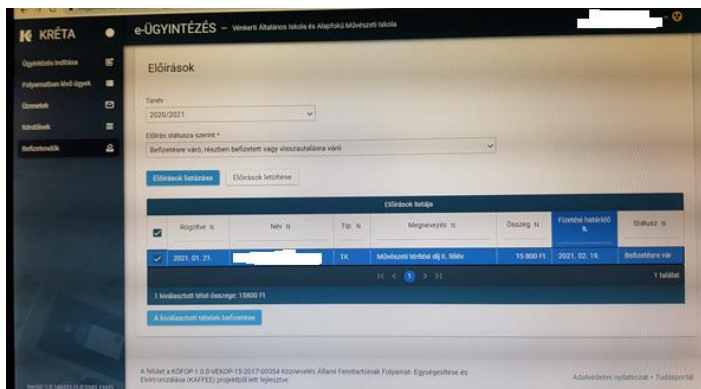 KRÉTA
e-ÜGYINTÉZÉS – Vénkerti Általános Iskola és Alapfokú Művészeti Iskola
Ügyintézés indítása
Folyamatban lévő ügyek
Üzenetek
Kérdőívek
Befizetendők
Előírások
Tanév
2020/2021
Előírás státusza szerint *
Befizetésre váró, részben befizetett vagy visszautalásra váró
Előírások listázása
Előírások letöltése
Előírások listája
Rögzítve Név Típ. Megnevezés Összeg Fizetési határidő Státusz
2021. 01. 21. TK Művészeti térítési díj II. félév 15 800 Ft 2021. 02. 19. Befizetésre vár
1
1 találat
1 kiválasztott tétel összege: 15800 Ft
A kiválasztott tételek befizetése
A felület a KÖFOP-1.0.0-VEKOP-15-2017-00054 Köznevelés Állami Fenntartóinak Folyamat- Egységesítése és
Elektronizálása (KAFFEE) projektből lett fejlesztve.
Adatvédelmi nyilatkozat • Tudásportál